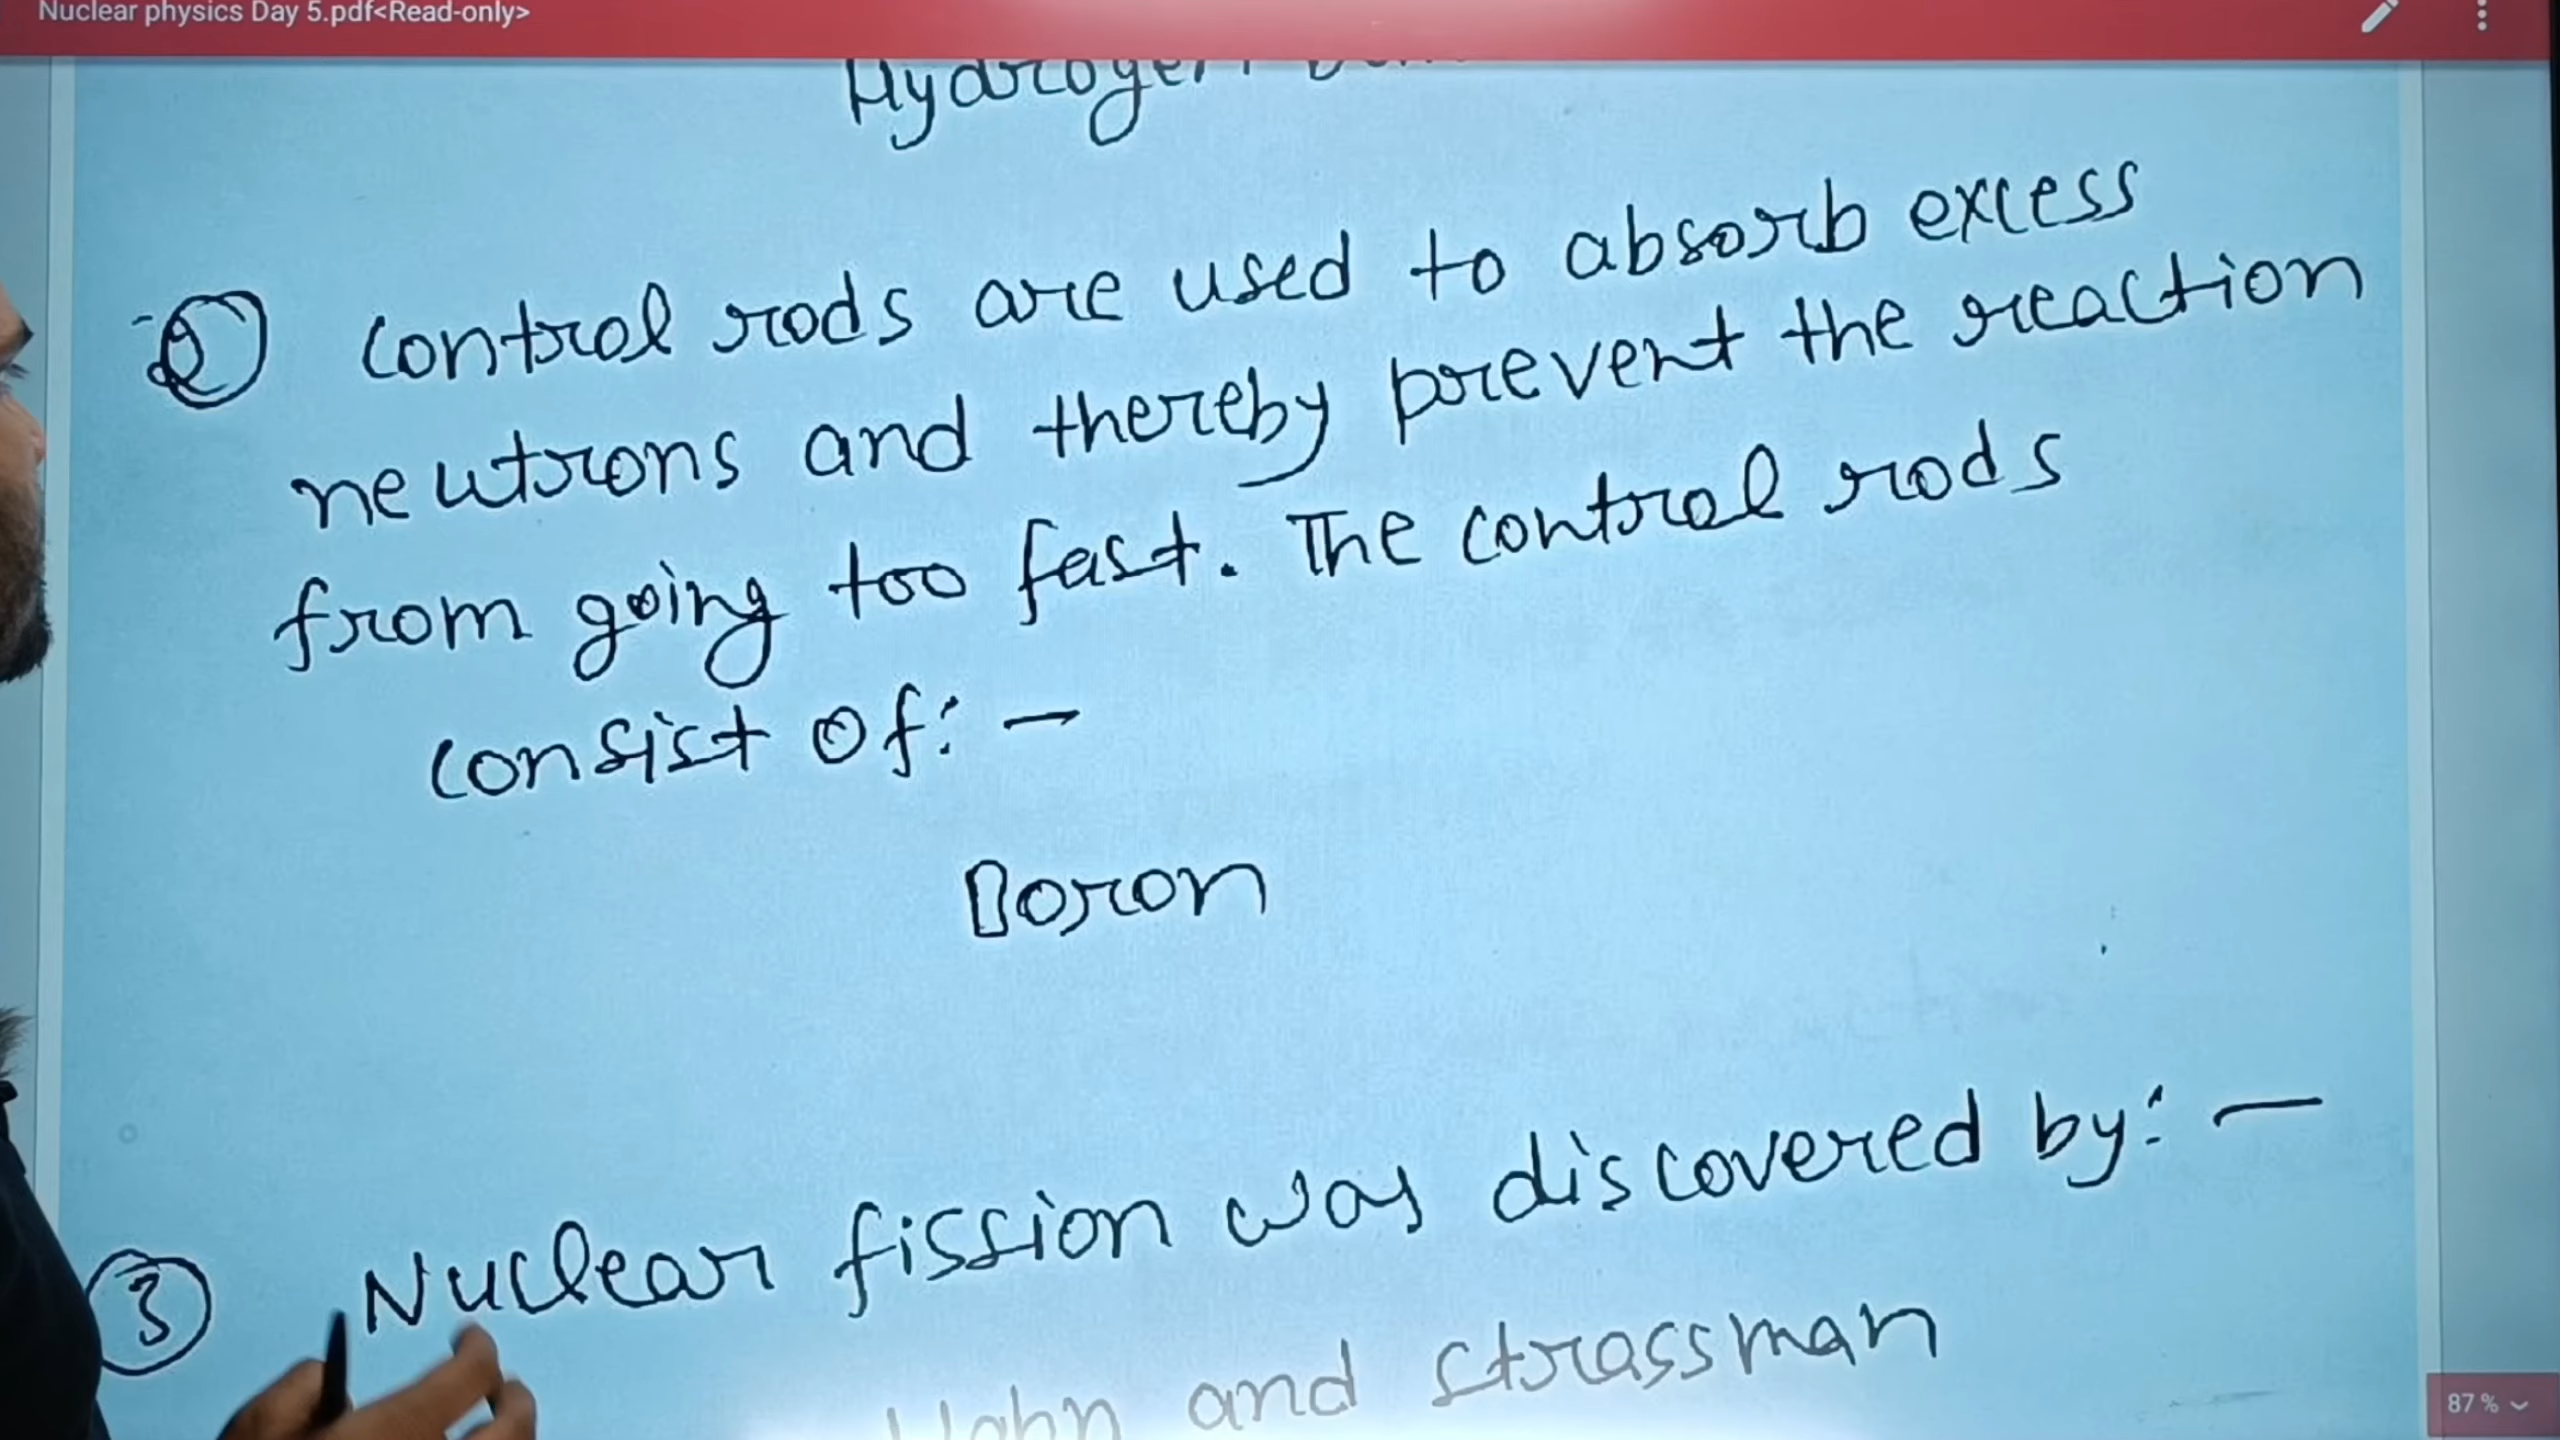 Nuclear physics Day 5.pdf<Read-only>
Hydrogen
② Control rods are used to absorb excess
neutrons and thereby prevent the reaction
from going too fast. The control rods
consist of: -
Boron
③ Nuclear fission was discovered by: -
Hahn and strassman
87 %